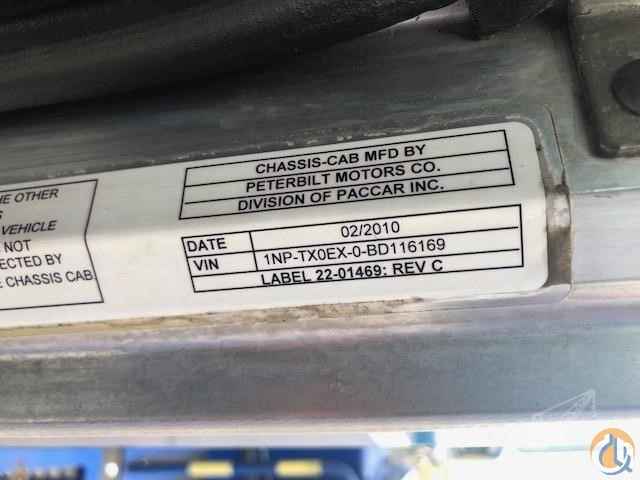 HE OTHER
S
VEHICLE
NOT
ECTED BY
E CHASSIS CAB.
CHASSIS-CAB MFD BY
PETERBILT MOTORS CO.
DIVISION OF PACCAR INC.
DATE 02/2010
VIN 1NP-TX0EX-0-BD116169
LABEL 22-01469: REV C